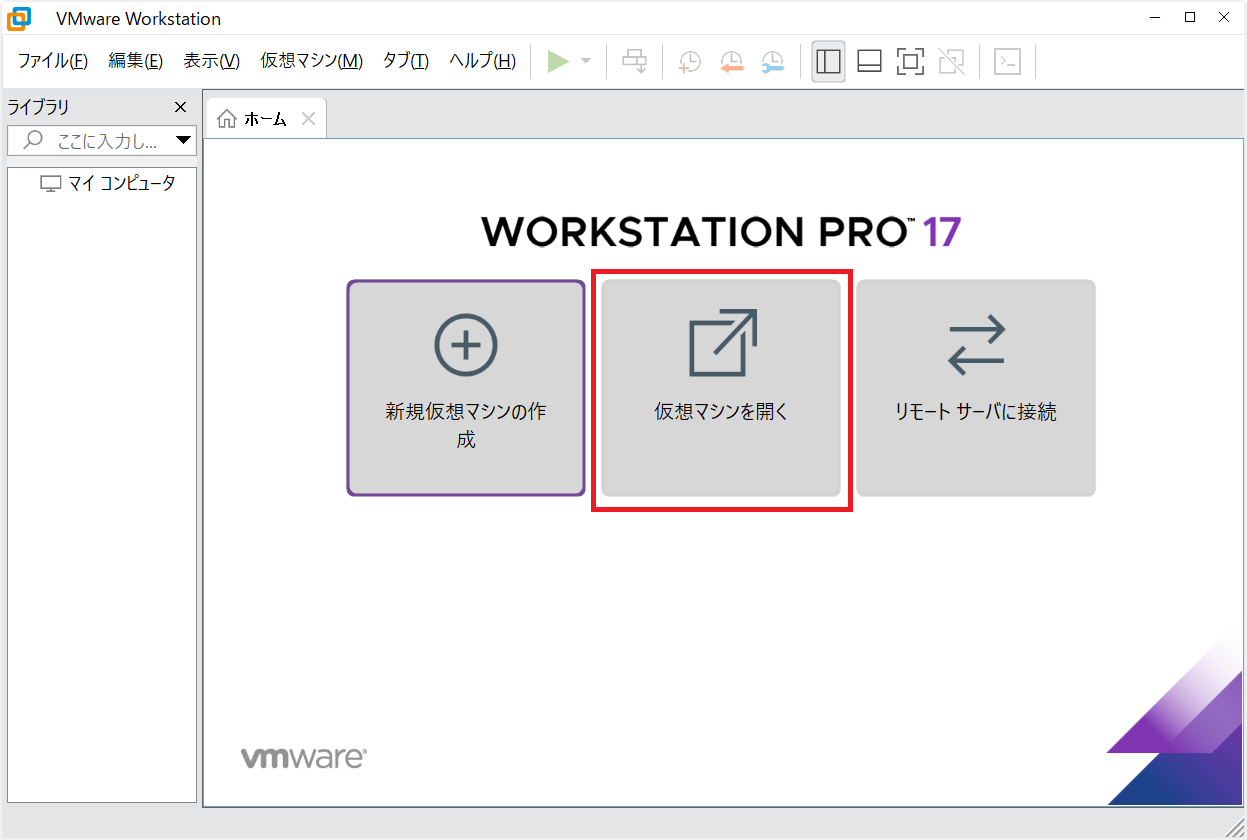 VMware Workstation
ファイル(F) 編集(E) 表示(V) 仮想マシン(M) タブ(T) ヘルプ(H)
ライブラリ
ホーム
ここに入力し...
マイ コンピュータ
WORKSTATION PRO™ 17
新規仮想マシンの作
成
仮想マシンを開く
リモート サーバに接続
vmware®